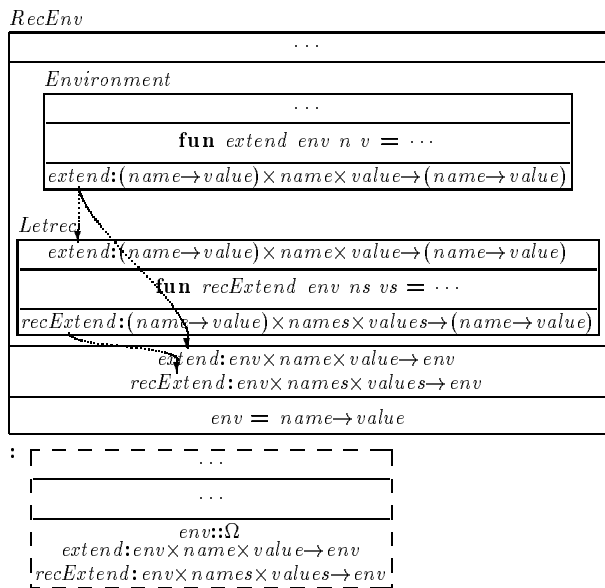 RecEnv
···
Environment
···
fun extend env n v = ···
extend:(name→value)×name×value→(name→value)
Letrec
extend:(name→value)×name×value→(name→value)
fun recExtend env ns vs = ···
recExtend:(name→value)×names×values→(name→value)
extend:env×name×value→env
recExtend:env×names×values→env
env = name→value
:
···
···
env::Ω
extend:env×name×value→env
recExtend:env×names×values→env